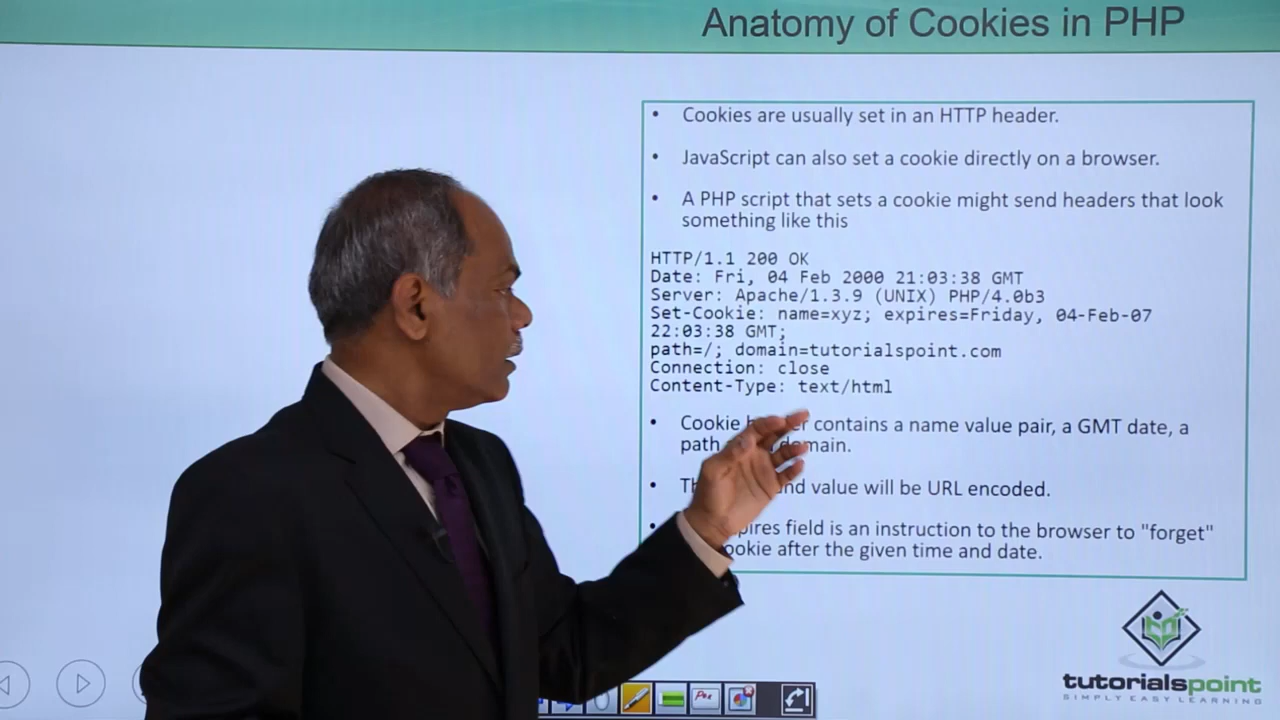 Anatomy of Cookies in PHP
• Cookies are usually set in an HTTP header.
• JavaScript can also set a cookie directly on a browser.
• A PHP script that sets a cookie might send headers that look
something like this
HTTP/1.1 200 OK
Date: Fri, 04 Feb 2000 21:03:38 GMT
Server: Apache/1.3.9 (UNIX) PHP/4.0b3
Set-Cookie: name=xyz; expires=Friday, 04-Feb-07
22:03:38 GMT;
path=/; domain=tutorialspoint.com
Connection: close
Content-Type: text/html
• Cookie contains a name value pair, a GMT date, a
path domain.
• value will be URL encoded.
• field is an instruction to the browser to "forget"
after the given time and date.
tutorialspoint
SIMPLY EASY LEARNING